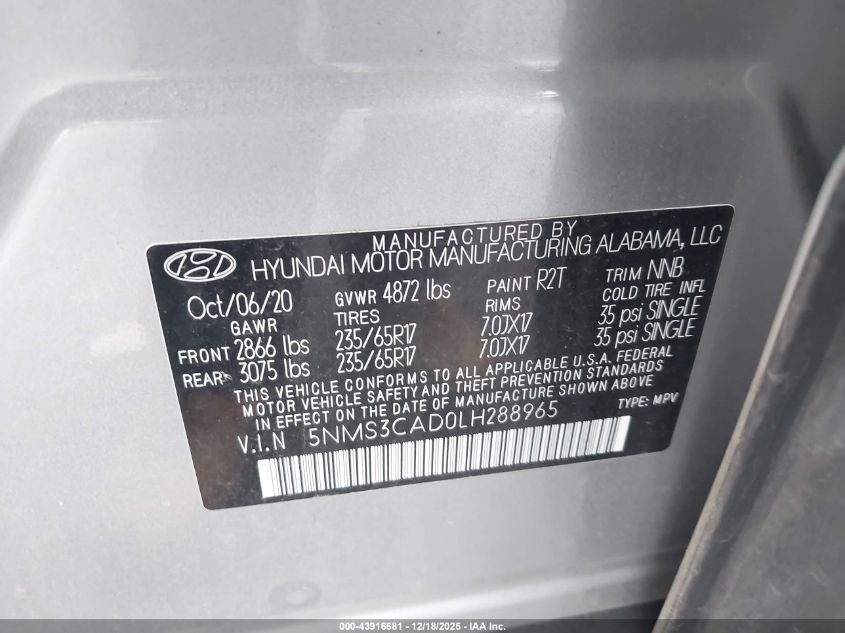 MANUFACTURED BY
HYUNDAI MOTOR MANUFACTURING ALABAMA, LLC
Oct/06/20 GVWR 4872 lbs PAINT R2T TRIM NNB
GAWR TIRES RIMS COLD TIRE INFL
FRONT 2866 lbs 235/65R17 7.0JX17 35 psi SINGLE
REAR 3075 lbs 235/65R17 7.0JX17 35 psi SINGLE
THIS VEHICLE CONFORMS TO ALL APPLICABLE U.S.A. FEDERAL
MOTOR VEHICLE SAFETY AND THEFT PREVENTION STANDARDS
IN EFFECT ON THE DATE OF MANUFACTURE SHOWN ABOVE
V.I.N 5NMS3CAD0LH288965 TYPE: MPV
000-43916681 - 12/18/2025 - IAA Inc.